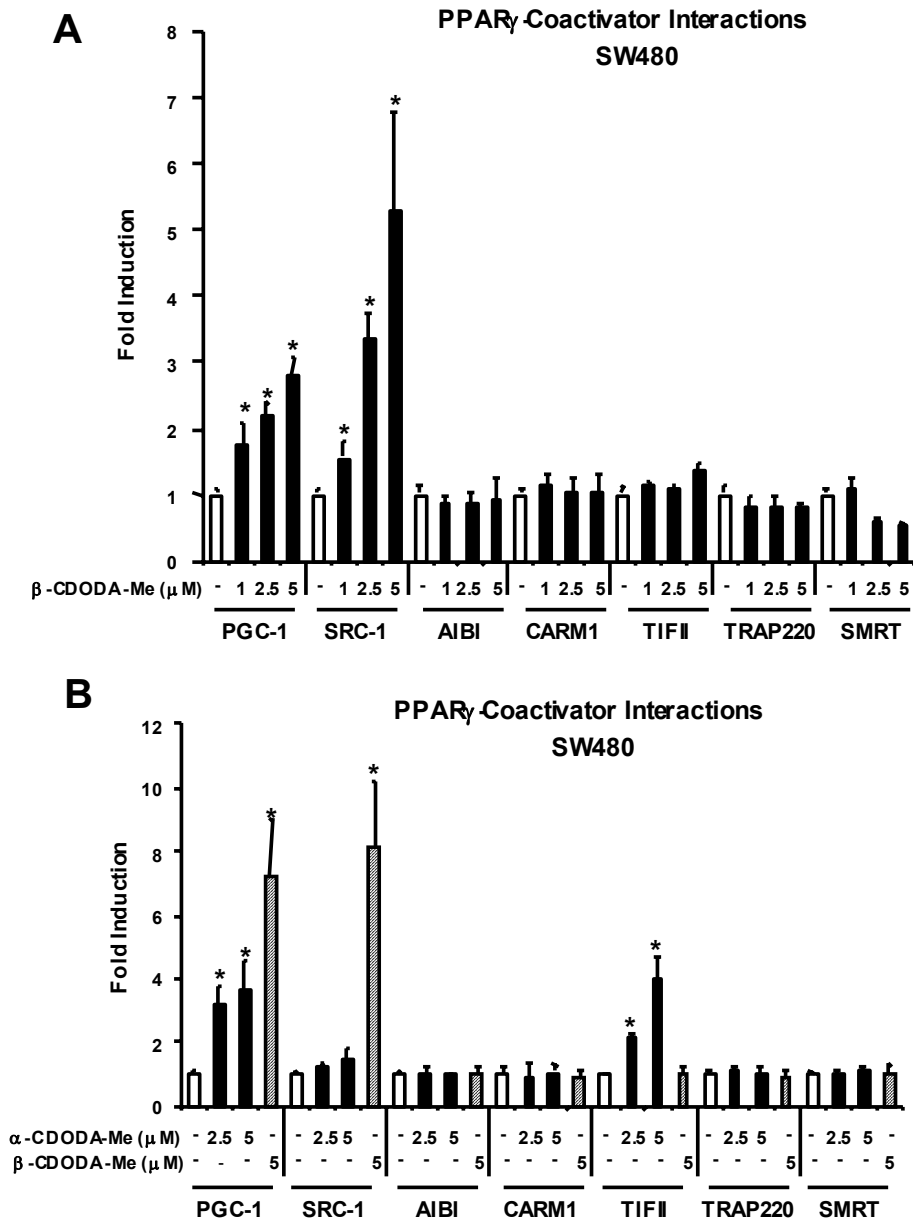 A
PPARγ-Coactivator Interactions
SW480
Fold Induction
8
7
6
5
4
3
2
1
0
* * * * * *
β-CDODA-Me (μM) - 1 2.5 5 - 1 2.5 5 - 1 2.5 5 - 1 2.5 5 - 1 2.5 5 - 1 2.5 5 - 1 2.5 5
PGC-1 SRC-1 AIBI CARM1 TIFII TRAP220 SMRT
B
PPARγ-Coactivator Interactions
SW480
Fold Induction
12
10
8
6
4
2
0
* * * * * *
α-CDODA-Me (μM) - 2.5 5 - - 2.5 5 - - 2.5 5 - - 2.5 5 - - 2.5 5 - - 2.5 5 - - 2.5 5 -
β-CDODA-Me (μM) - - - 5 - - - 5 - - - 5 - - - 5 - - - 5 - - - 5 - - - 5
PGC-1 SRC-1 AIBI CARM1 TIFII TRAP220 SMRT